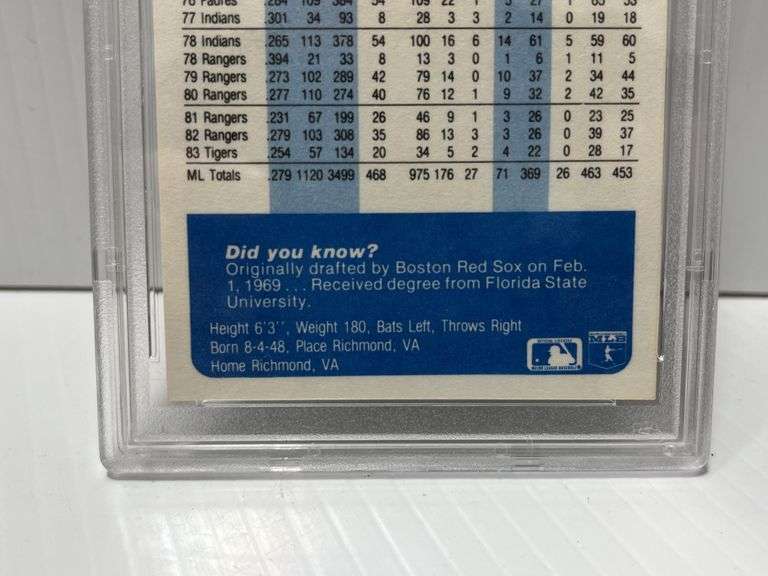 77 Indians .301 34 93 8 28 3 3 2 14 0 19 18
78 Indians .265 113 378 54 100 16 6 14 61 5 59 60
78 Rangers .394 21 33 8 13 3 0 1 6 1 11 5
79 Rangers .273 102 289 42 79 14 0 10 37 2 34 44
80 Rangers .277 110 274 40 76 12 1 9 32 2 42 35
81 Rangers .231 67 199 26 46 9 1 3 26 0 23 25
82 Rangers .279 103 308 35 86 13 3 3 26 0 39 37
83 Tigers .254 57 134 20 34 5 2 4 22 0 28 17
ML Totals .279 1120 3499 468 975 176 27 71 369 26 463 453
Did you know?
Originally drafted by Boston Red Sox on Feb.
1, 1969 . . . Received degree from Florida State
University.
Height 6'3'', Weight 180, Bats Left, Throws Right
Born 8-4-48, Place Richmond, VA
Home Richmond, VA
MLB